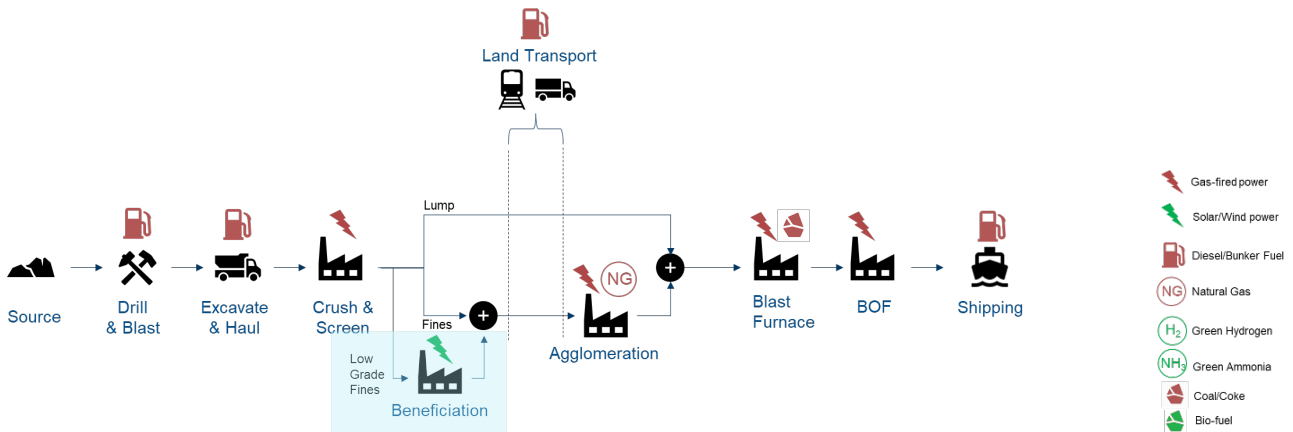 Land Transport
Lump
Source
Drill
& Blast
Excavate
& Haul
Crush &
Screen
Fines
Low
Grade
Fines
Beneficiation
NG
Agglomeration
Blast
Furnace
BOF
Shipping
Gas-fired power
Solar/Wind power
Diesel/Bunker Fuel
NG Natural Gas
H₂ Green Hydrogen
NH₃ Green Ammonia
Coal/Coke
Bio-fuel